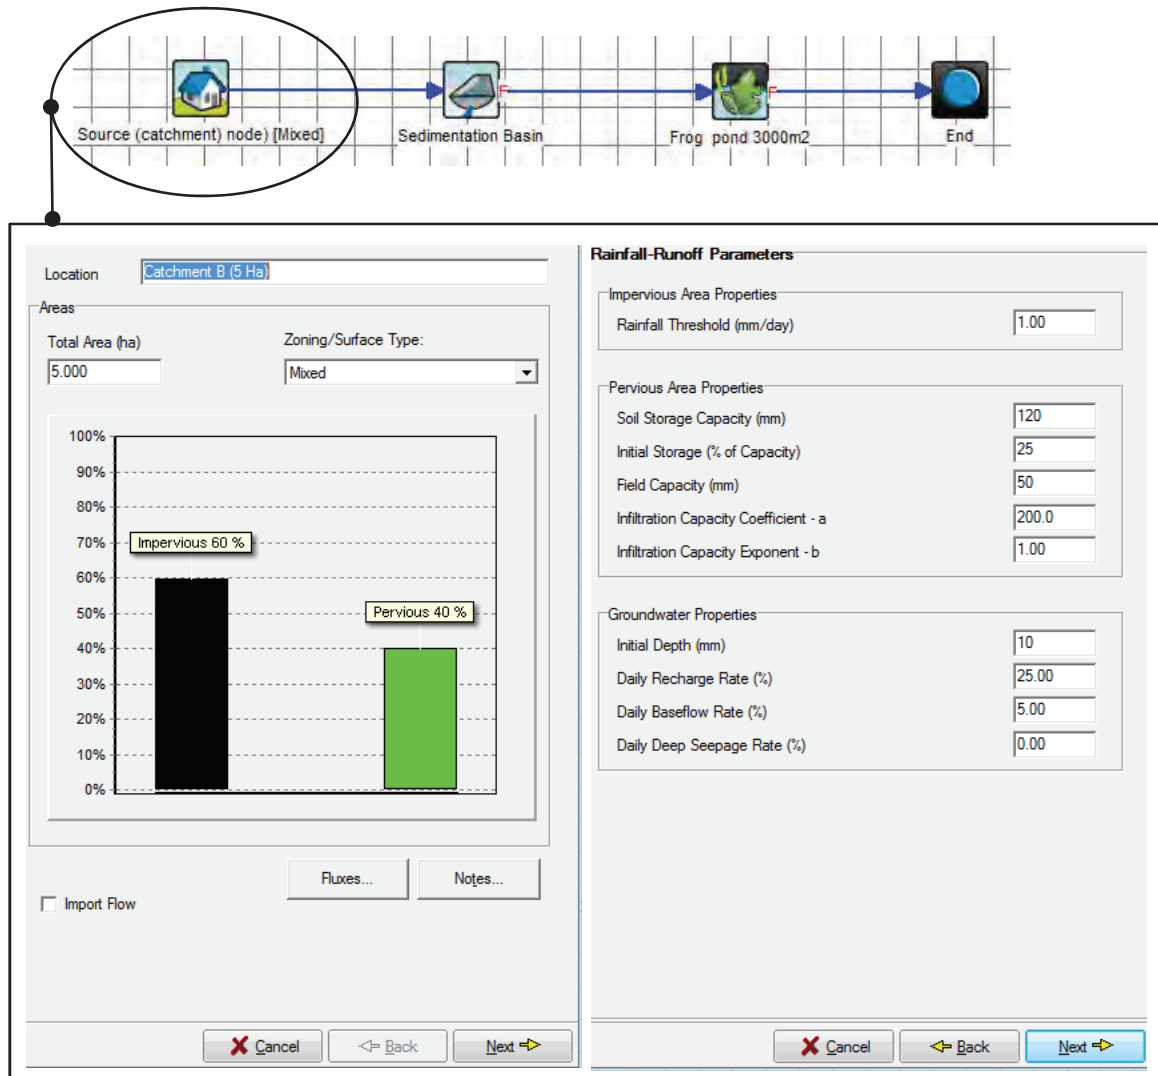 F
F
Source (catchment) node) [Mixed]
Sedimentation Basin
Frog pond 3000m2
End
Location
Catchment B (5 Ha)
Areas
Total Area (ha)
Zoning/Surface Type:
5.000
Mixed
100%
90%
80%
70%
60%
50%
40%
30%
20%
10%
0%
Impervious 60 %
Pervious 40 %
Fluxes...
Notes...
Import Flow
Cancel
Back
Next
Rainfall-Runoff Parameters
Impervious Area Properties
Rainfall Threshold (mm/day)
1.00
Pervious Area Properties
Soil Storage Capacity (mm)
120
Initial Storage (% of Capacity)
25
Field Capacity (mm)
50
Infiltration Capacity Coefficient - a
200.0
Infiltration Capacity Exponent - b
1.00
Groundwater Properties
Initial Depth (mm)
10
Daily Recharge Rate (%)
25.00
Daily Baseflow Rate (%)
5.00
Daily Deep Seepage Rate (%)
0.00
Cancel
Back
Next